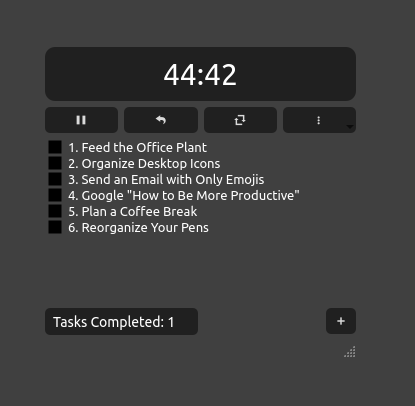 44:42
1. Feed the Office Plant
2. Organize Desktop Icons
3. Send an Email with Only Emojis
4. Google "How to Be More Productive"
5. Plan a Coffee Break
6. Reorganize Your Pens
Tasks Completed: 1
+